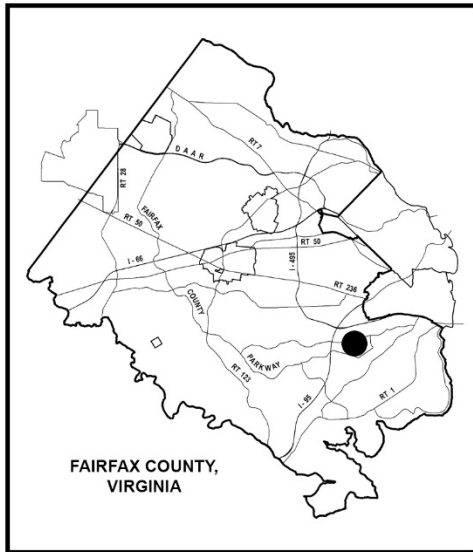 RT 7
DAAR
RT 28
FAIRFAX
RT 50
RT 50
I-66
I-495
RT 236
COUNTY
PARKWAY
RT 123
I-95
RT 1
FAIRFAX COUNTY,
VIRGINIA